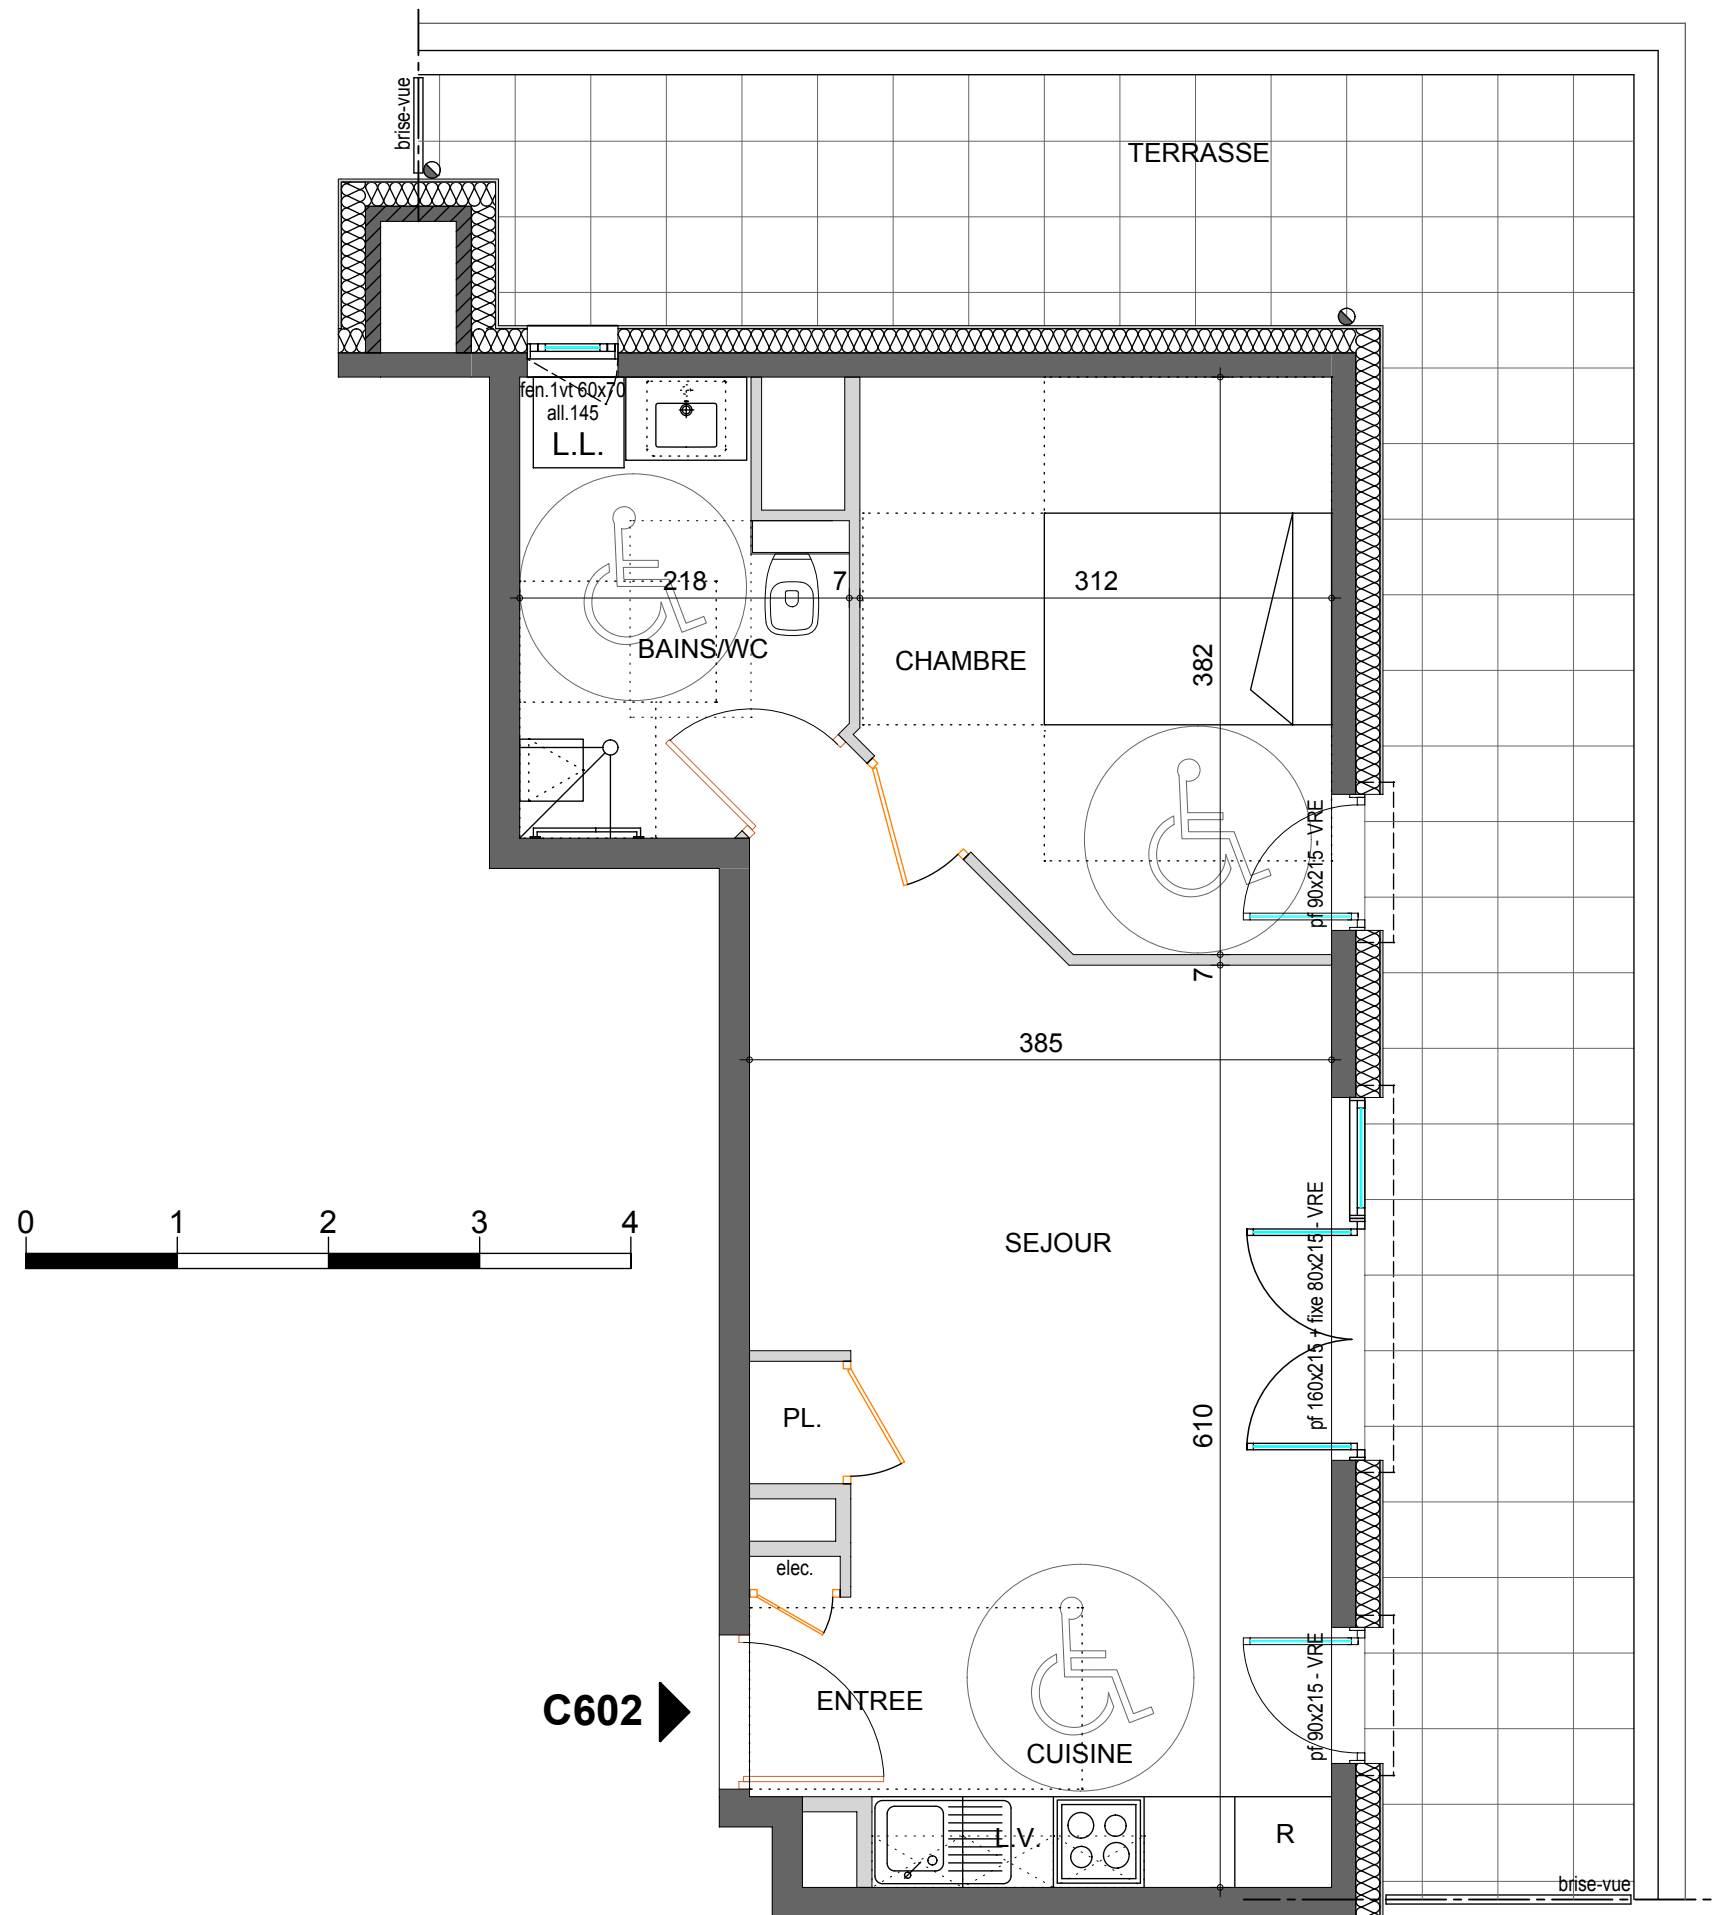 brise-vue
TERRASSE
fen.1vt 60x70
all.145
L.L.
218
7
312
BAINS/WC
CHAMBRE
382
pf 90x215 - VRE
7
385
0 1 2 3 4
SEJOUR
pf 160x215 + fixe 80x215 - VRE
PL.
610
elec.
C602
ENTREE
CUISINE
pf 90x215 - VRE
L.V.
R
brise-vue